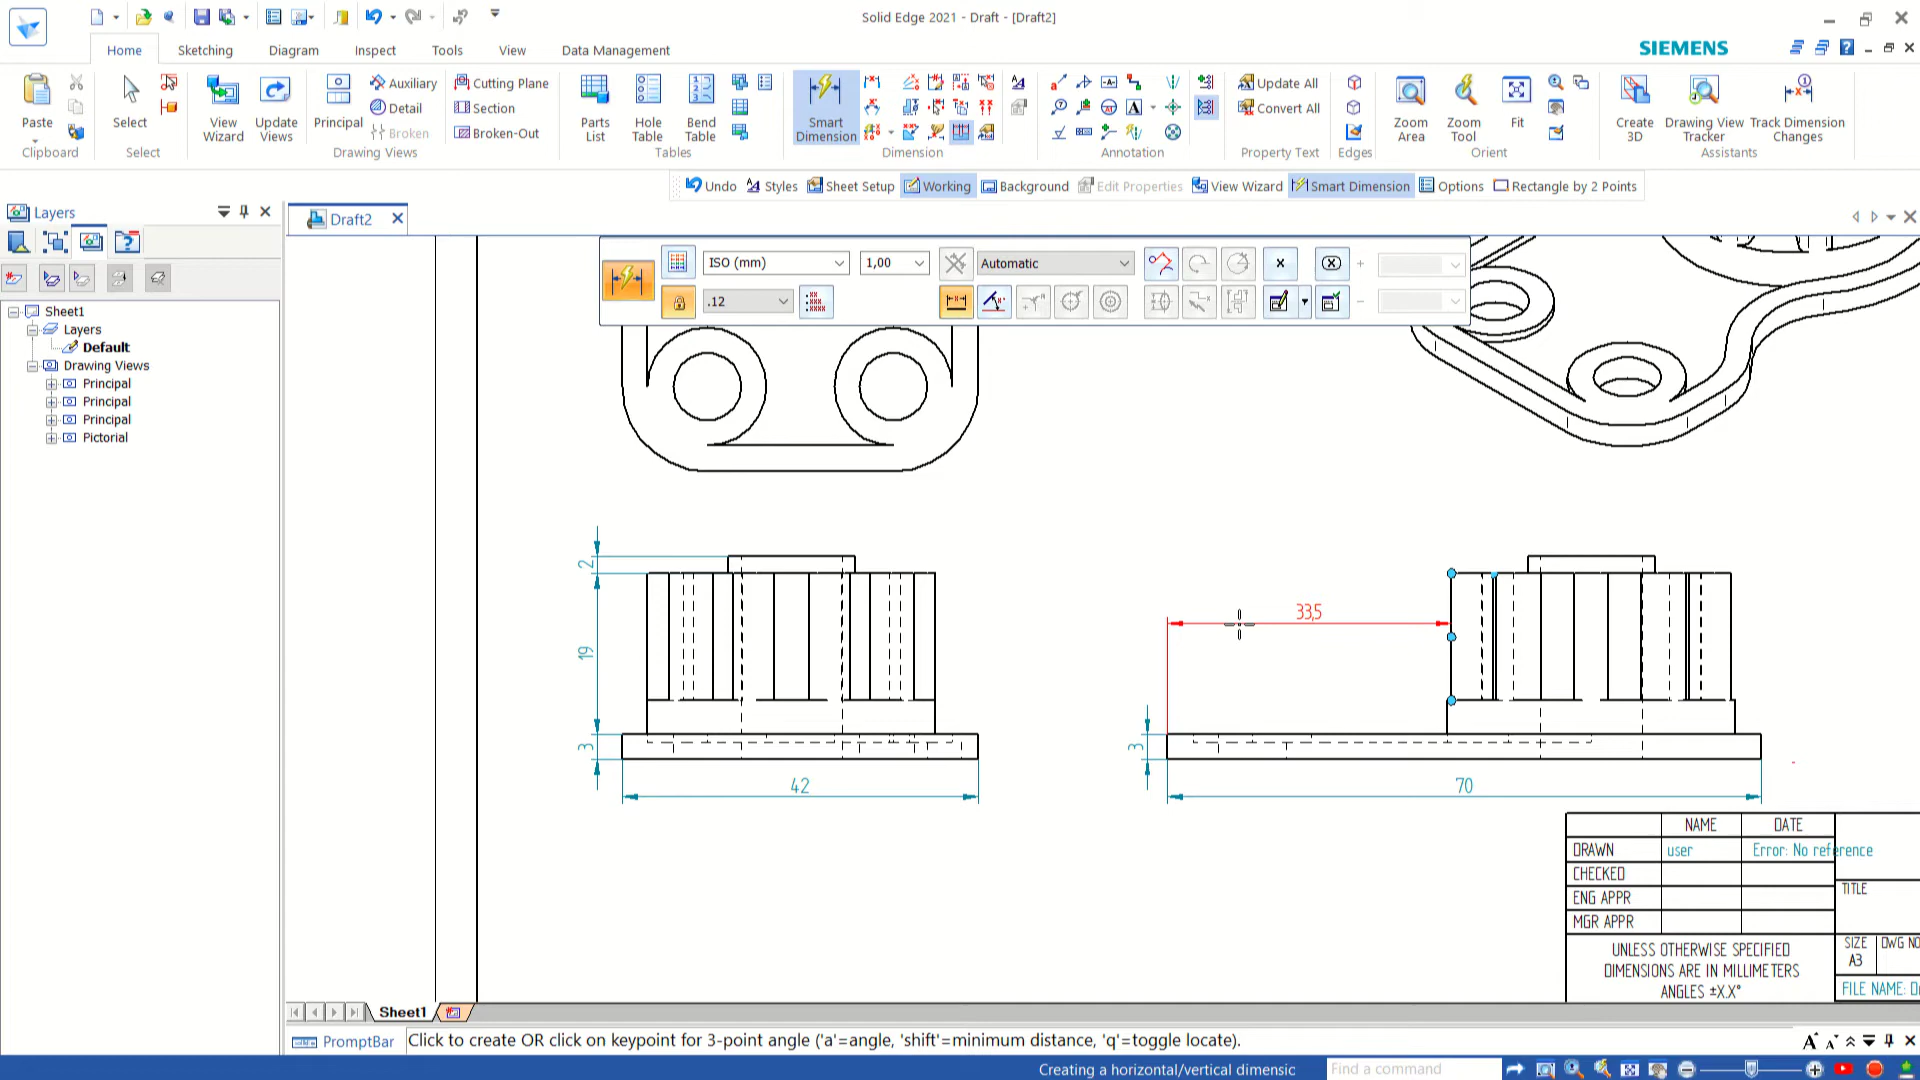 Solid Edge 2021 - Draft - [Draft2]
Home
Sketching
Diagram
Inspect
Tools
View
Data Management
SIEMENS
Paste
Clipboard
Select
Select
View Wizard
Update Views
Principal
Auxiliary
Detail
Broken
Cutting Plane
Section
Broken-Out
Drawing Views
Parts List
Hole Table
Bend Table
Tables
Smart Dimension
Dimension
Annotation
Update All
Convert All
Property Text
Edges
Zoom Area
Zoom Tool
Fit
Orient
Create 3D
Drawing View Tracker
Track Dimension Changes
Assistants
Undo
Styles
Sheet Setup
Working
Background
Edit Properties
View Wizard
Smart Dimension
Options
Rectangle by 2 Points
Layers
Draft2
Sheet1
Layers
Default
Drawing Views
Principal
Principal
Principal
Pictorial
ISO (mm)
1,00
Automatic
.12
2
19
3
42
33,5
3
70
NAME
DATE
DRAWN
user
Error: No reference
CHECKED
ENG APPR
MGR APPR
TITLE
UNLESS OTHERWISE SPECIFIED
DIMENSIONS ARE IN MILLIMETERS
ANGLES ±X.X°
SIZE
A3
DWG NO
FILE NAME: D
Sheet1
PromptBar
Click to create OR click on keypoint for 3-point angle ('a'=angle, 'shift'=minimum distance, 'q'=toggle locate).
Creating a horizontal/vertical dimensic
Find a command